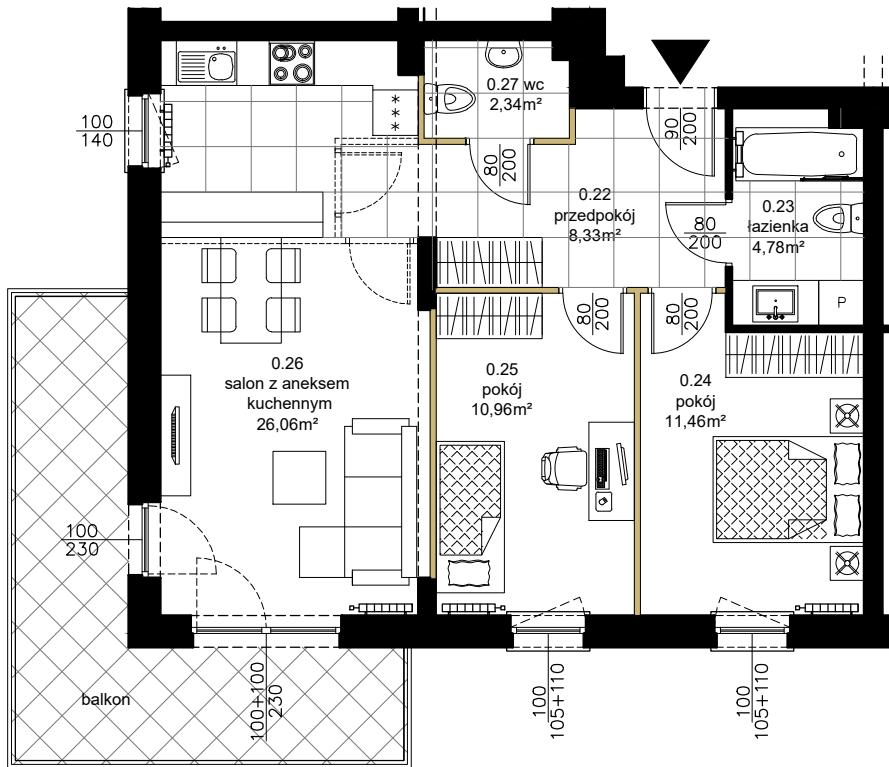 0.27 wc
2,34m²
100
140
90
200
80
200
0.22
przedpokój
8,33m²
80
200
0.23
łazienka
4,78m²
P
80
200
80
200
0.26
salon z aneksem
kuchennym
26,06m²
0.25
pokój
10,96m²
0.24
pokój
11,46m²
100
230
balkon
100+100
230
100
105+110
100
105+110